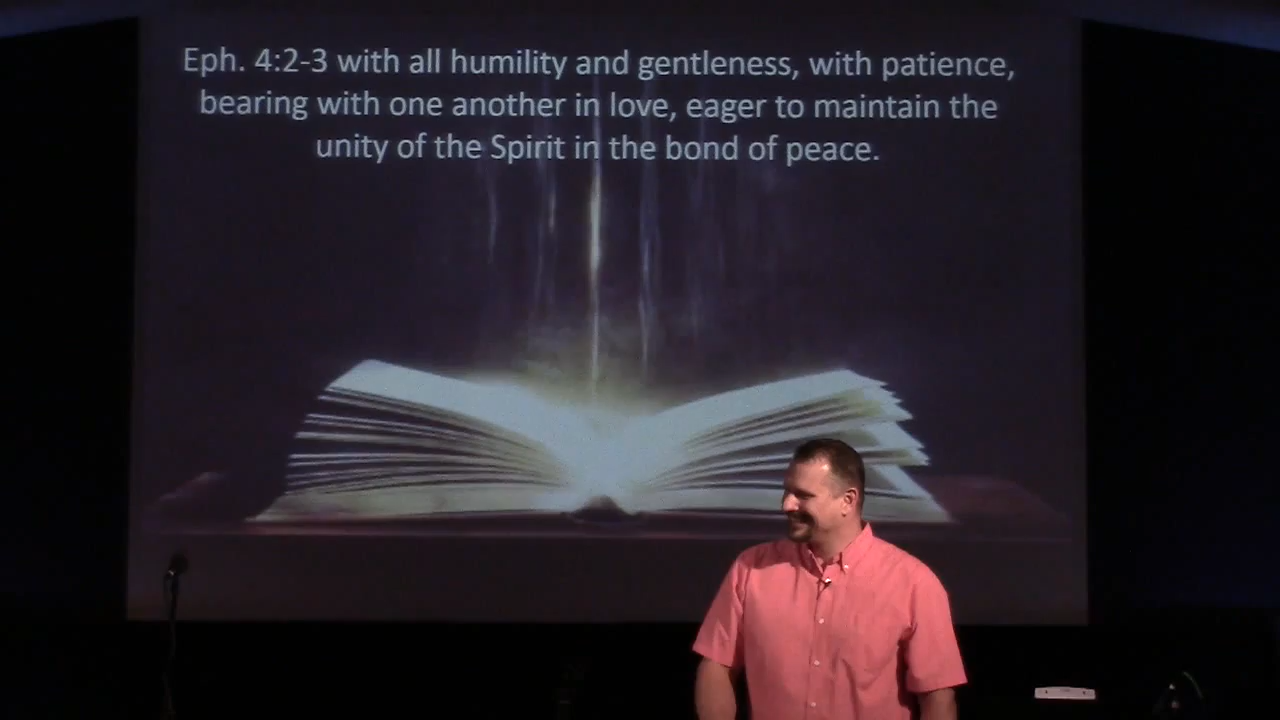 Eph. 4:2-3 with all humility and gentleness, with patience,
bearing with one another in love, eager to maintain the
unity of the Spirit in the bond of peace.